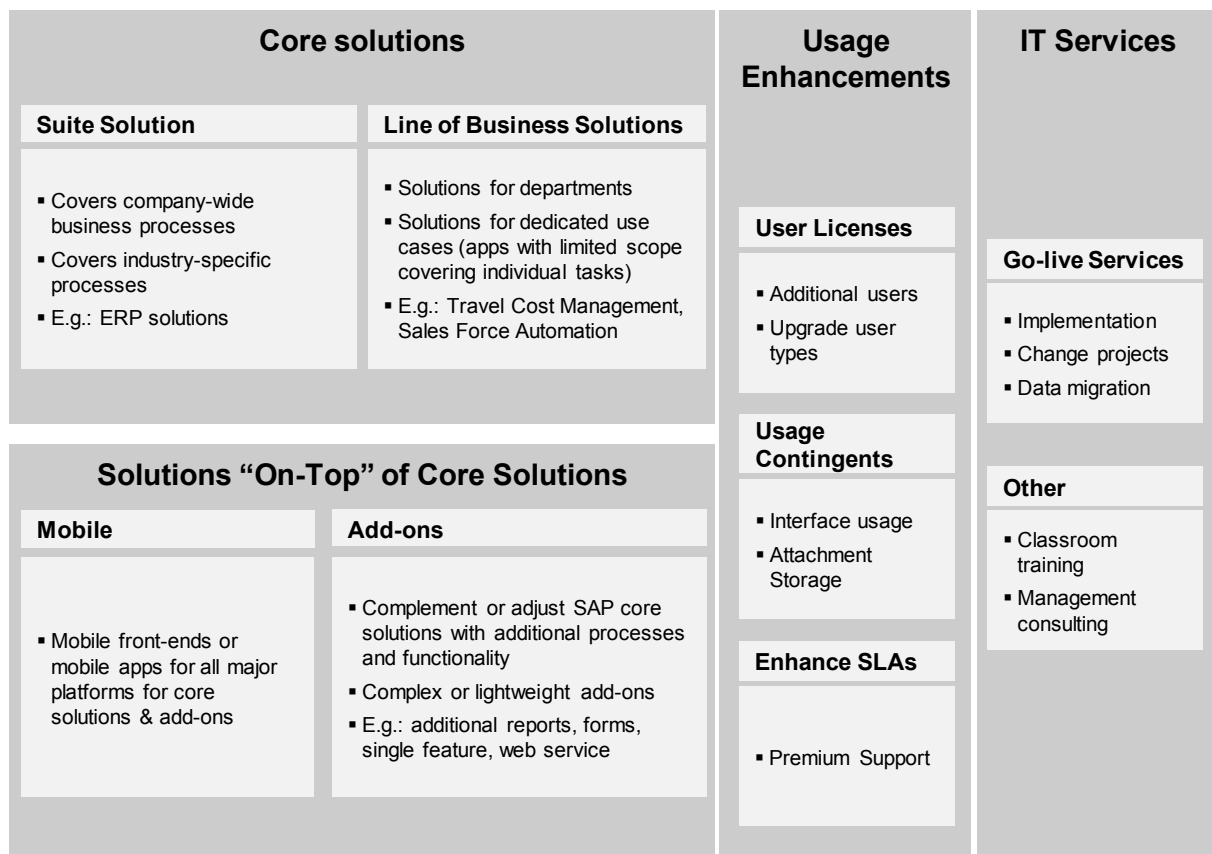 Core solutions
Suite Solution
▪ Covers company-wide
business processes
▪ Covers industry-specific
processes
▪ E.g.: ERP solutions
Line of Business Solutions
▪ Solutions for departments
▪ Solutions for dedicated use
cases (apps with limited scope
covering individual tasks)
▪ E.g.: Travel Cost Management,
Sales Force Automation
Solutions “On-Top” of Core Solutions
Mobile
▪ Mobile front-ends or
mobile apps for all major
platforms for core
solutions & add-ons
Add-ons
▪ Complement or adjust SAP core
solutions with additional processes
and functionality
▪ Complex or lightweight add-ons
▪ E.g.: additional reports, forms,
single feature, web service
Usage
Enhancements
User Licenses
▪ Additional users
▪ Upgrade user
types
Usage
Contingents
▪ Interface usage
▪ Attachment
Storage
Enhance SLAs
▪ Premium Support
IT Services
Go-live Services
▪ Implementation
▪ Change projects
▪ Data migration
Other
▪ Classroom
training
▪ Management
consulting